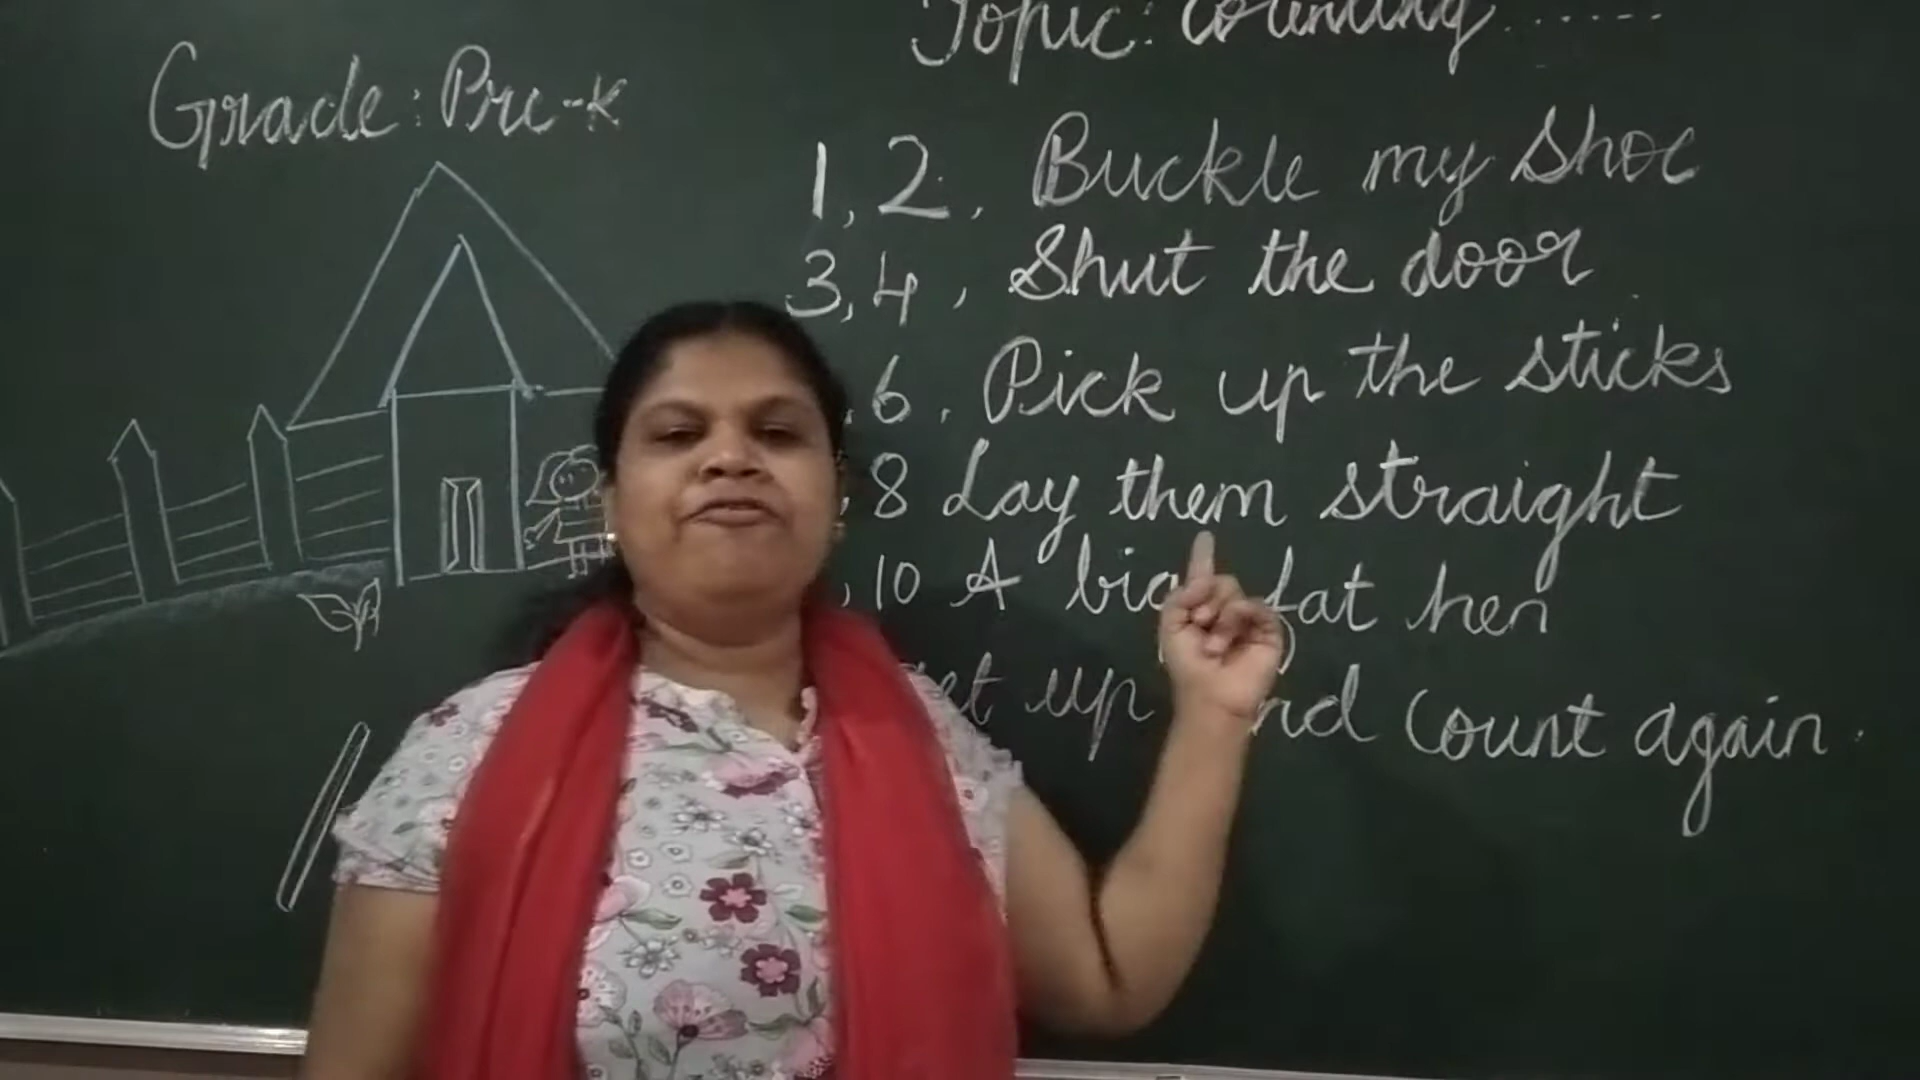 Grade: Pre-K
Topic: Counting......
1, 2, Buckle my shoe
3, 4, Shut the door
6, Pick up the sticks
8 Lay them straight
10 A big fat hen
up count again.